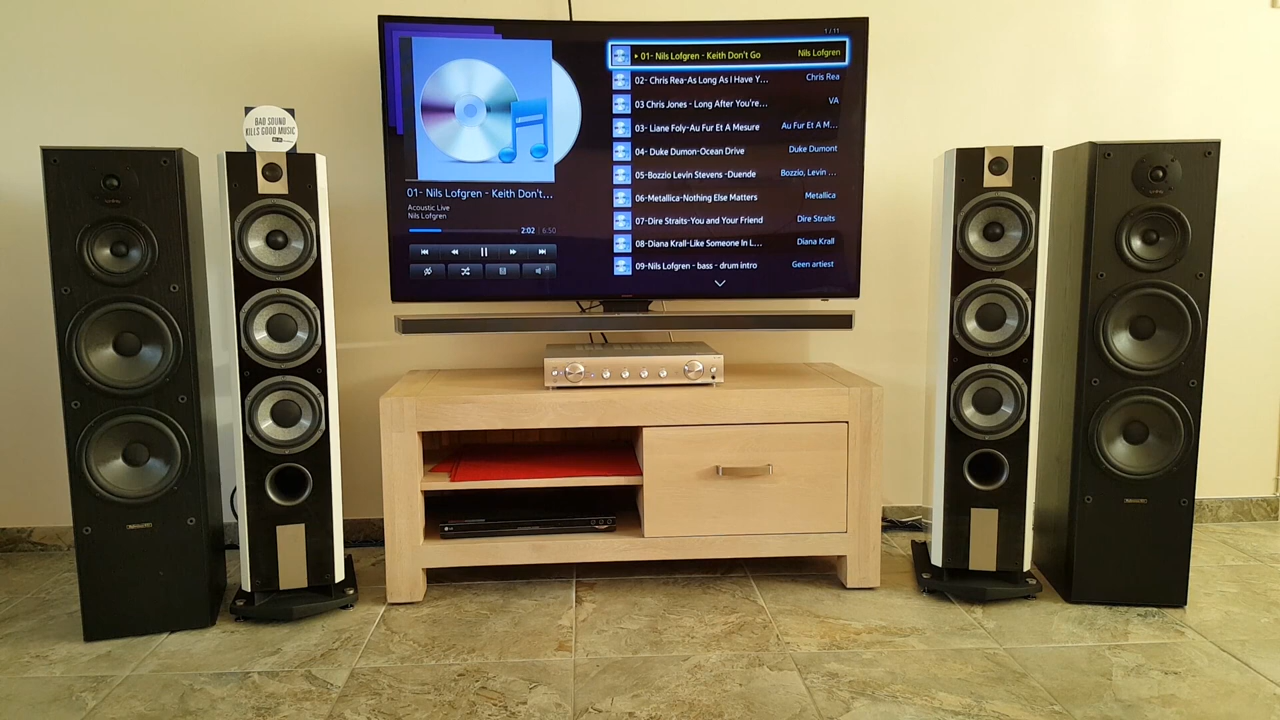 BAD SOUND
KILLS GOOD MUSIC
1 / 11
01- Nils Lofgren - Keith Don't Go Nils Lofgren
02- Chris Rea-As Long As I Have Y... Chris Rea
03 Chris Jones - Long After You're... VA
03- Liane Foly-Au Fur Et A Mesure Au Fur Et A M...
04- Duke Dumon-Ocean Drive Duke Dumont
05-Bozzio Levin Stevens -Duende Bozzio, Levin ...
06-Metallica-Nothing Else Matters Metallica
07-Dire Straits-You and Your Friend Dire Straits
08-Diana Krall-Like Someone In L... Diana Krall
09-Nils Lofgren - bass - drum intro Geen artiest
01- Nils Lofgren - Keith Don't...
Acoustic Live
Nils Lofgren
2:02 | 6:50
LG